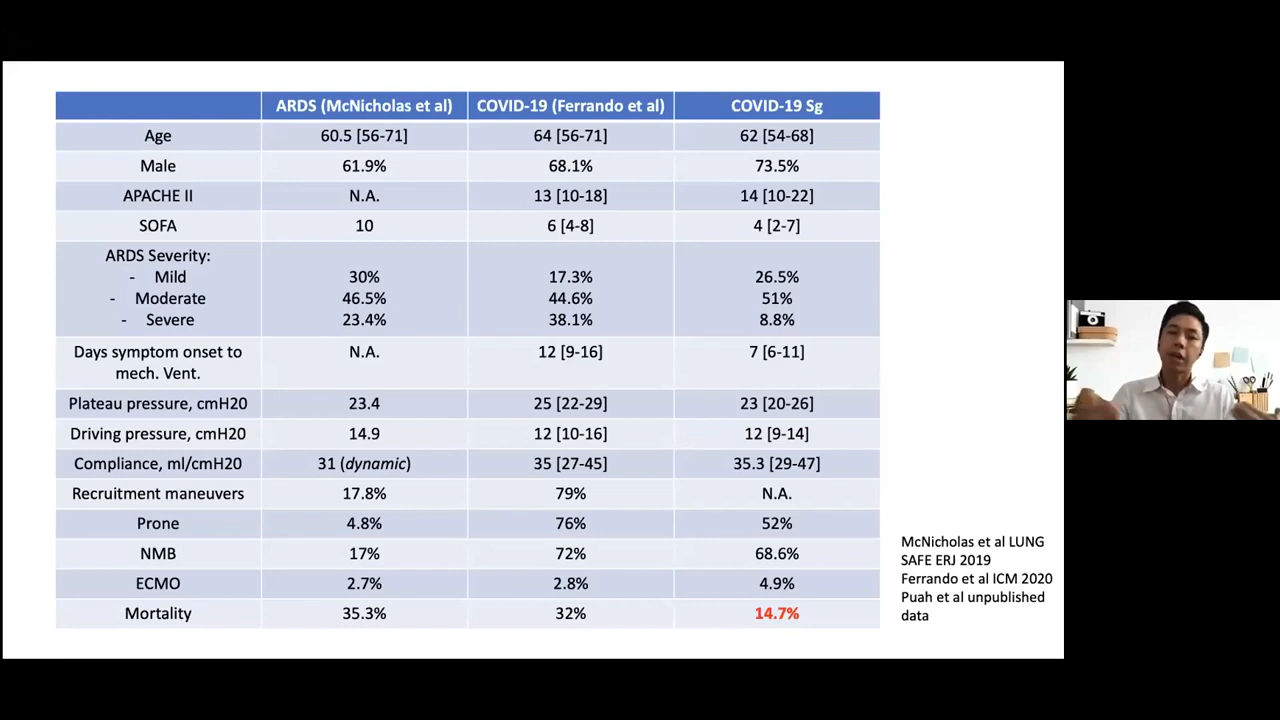 ARDS (McNicholas et al) COVID-19 (Ferrando et al) COVID-19 Sg
Age 60.5 [56-71] 64 [56-71] 62 [54-68]
Male 61.9% 68.1% 73.5%
APACHE II N.A. 13 [10-18] 14 [10-22]
SOFA 10 6 [4-8] 4 [2-7]
ARDS Severity:
- Mild 30% 17.3% 26.5%
- Moderate 46.5% 44.6% 51%
- Severe 23.4% 38.1% 8.8%
Days symptom onset to N.A. 12 [9-16] 7 [6-11]
mech. Vent.
Plateau pressure, cmH20 23.4 25 [22-29] 23 [20-26]
Driving pressure, cmH20 14.9 12 [10-16] 12 [9-14]
Compliance, ml/cmH20 31 (dynamic) 35 [27-45] 35.3 [29-47]
Recruitment maneuvers 17.8% 79% N.A.
Prone 4.8% 76% 52%
NMB 17% 72% 68.6%
ECMO 2.7% 2.8% 4.9%
Mortality 35.3% 32% 14.7%
McNicholas et al LUNG
SAFE ERJ 2019
Ferrando et al ICM 2020
Puah et al unpublished
data